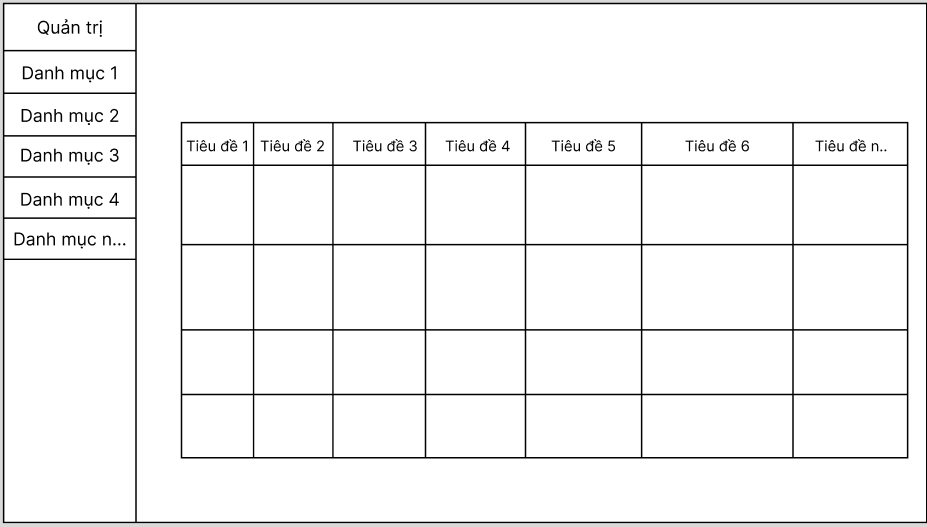 Quản trị
Danh mục 1
Danh mục 2
Danh mục 3
Danh mục 4
Danh mục n...
Tiêu đề 1 Tiêu đề 2 Tiêu đề 3 Tiêu đề 4 Tiêu đề 5 Tiêu đề 6 Tiêu đề n..